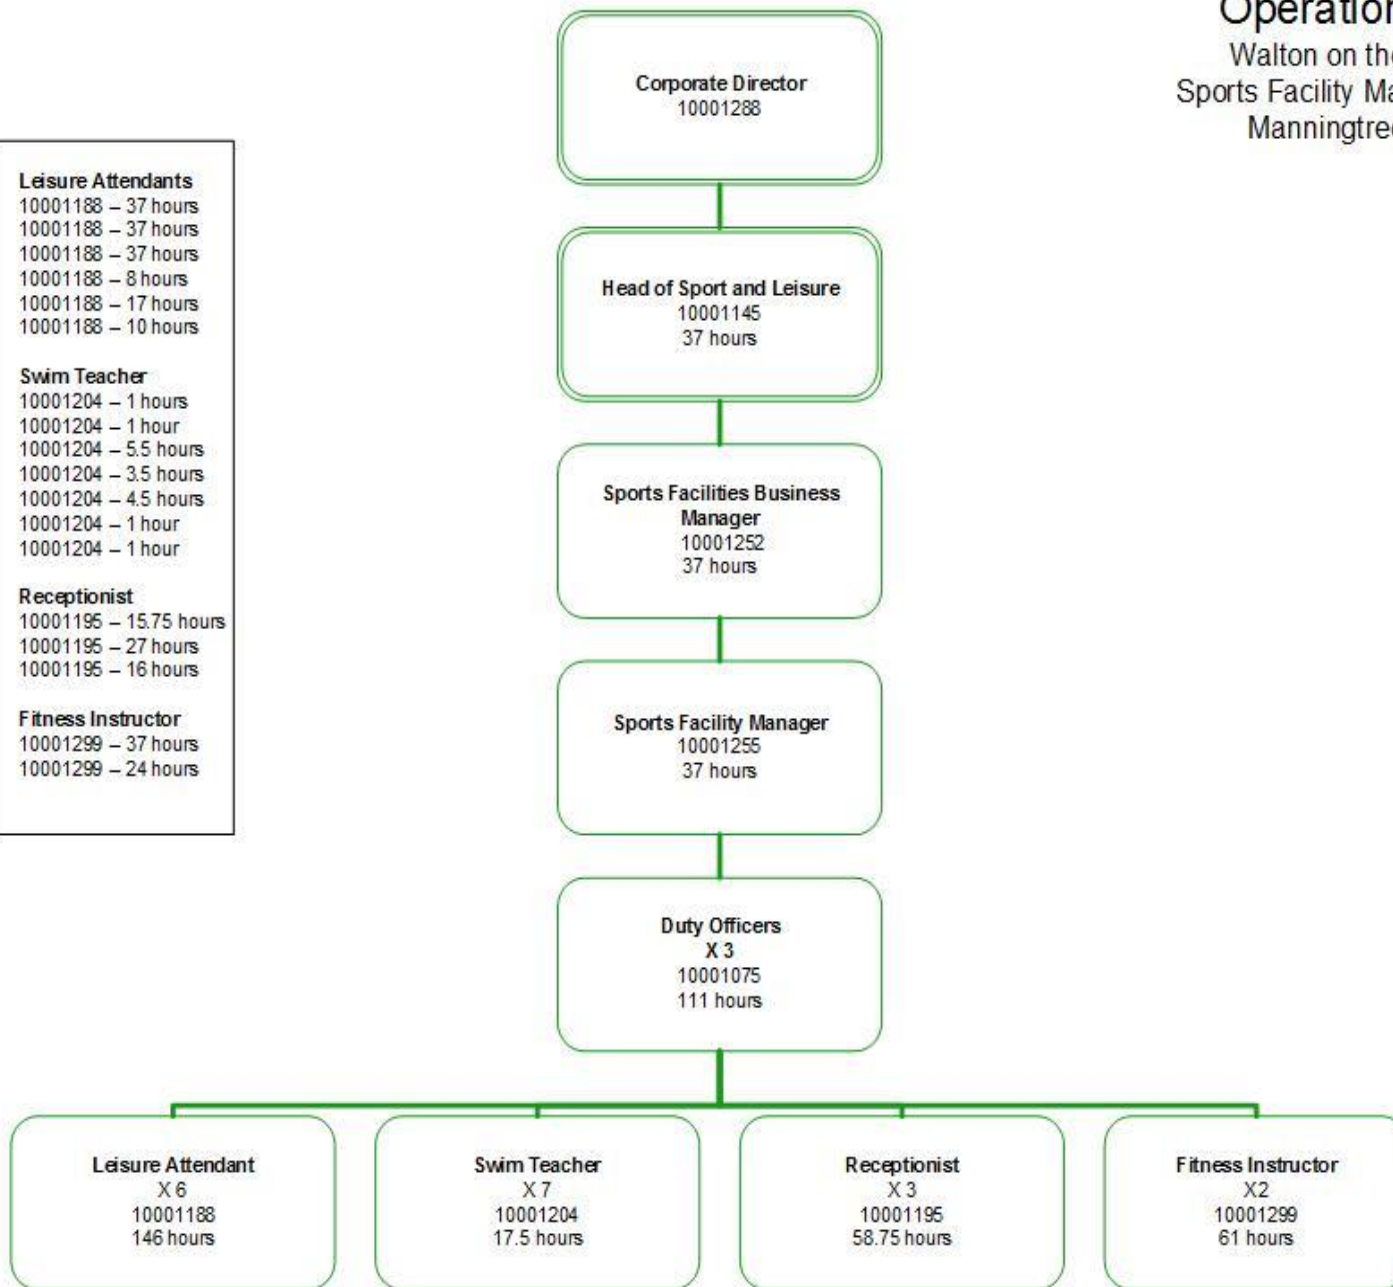 Walton on the
Sports Facility
Corporate Director
10001288
Head of Sport and Leisure
10001145
37 hours
Sports Facilities Business
Manager
10001252
37 hours
Sports Facility Manager
10001255
37 hours
Duty Officers
X 3
10001075
111 hours
Leisure Attendant
X 6
10001188
146 hours
Swim Teacher
X 7
10001204
17.5 hours
Receptionist
X 3
10001195
58.75 hours
Fitness Instructor
X2
10001299
61 hours
Leisure Attendants
10001188 – 37 hours
10001188 – 37 hours
10001188 – 37 hours
10001188 – 8 hours
10001188 – 17 hours
10001188 – 10 hours
Swim Teacher
10001204 – 1 hours
10001204 – 1 hour
10001204 – 5.5 hours
10001204 – 3.5 hours
10001204 – 4.5 hours
10001204 – 1 hour
10001204 – 1 hour
Receptionist
10001195 – 15.75 hours
10001195 – 27 hours
10001195 – 16 hours
Fitness Instructor
10001299 – 37 hours
10001299 – 24 hours